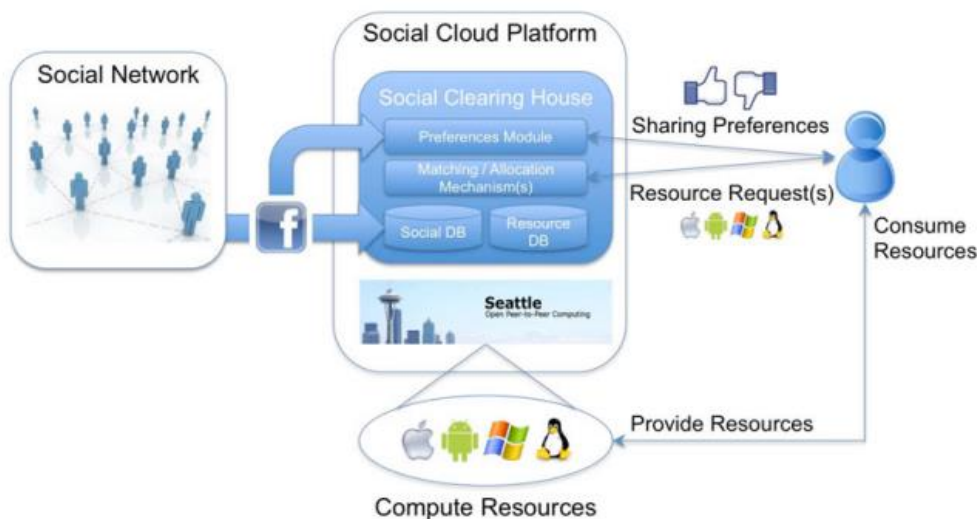 Social Network
Social Cloud Platform
Social Clearing House
Preferences Module
Matching / Allocation
Mechanism(s)
Social DB
Resource
DB
Seattle
Open Peer-to-Peer Computing
Sharing Preferences
Resource Request(s)
Consume
Resources
Provide Resources
Compute Resources
f